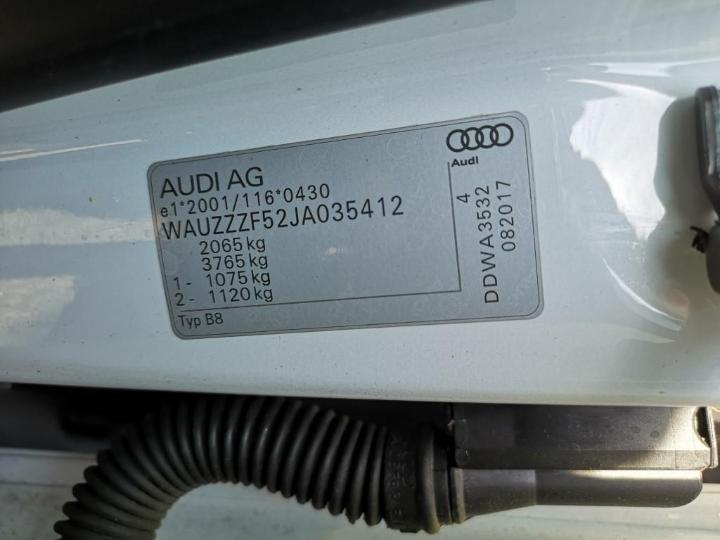 AUDI AG
e1*2001/116*0430
WAUZZZF52JA035412
2065 kg
3765 kg
1 - 1075 kg
2 - 1120 kg
Typ B8
Audi
4
DDWA3532
082017